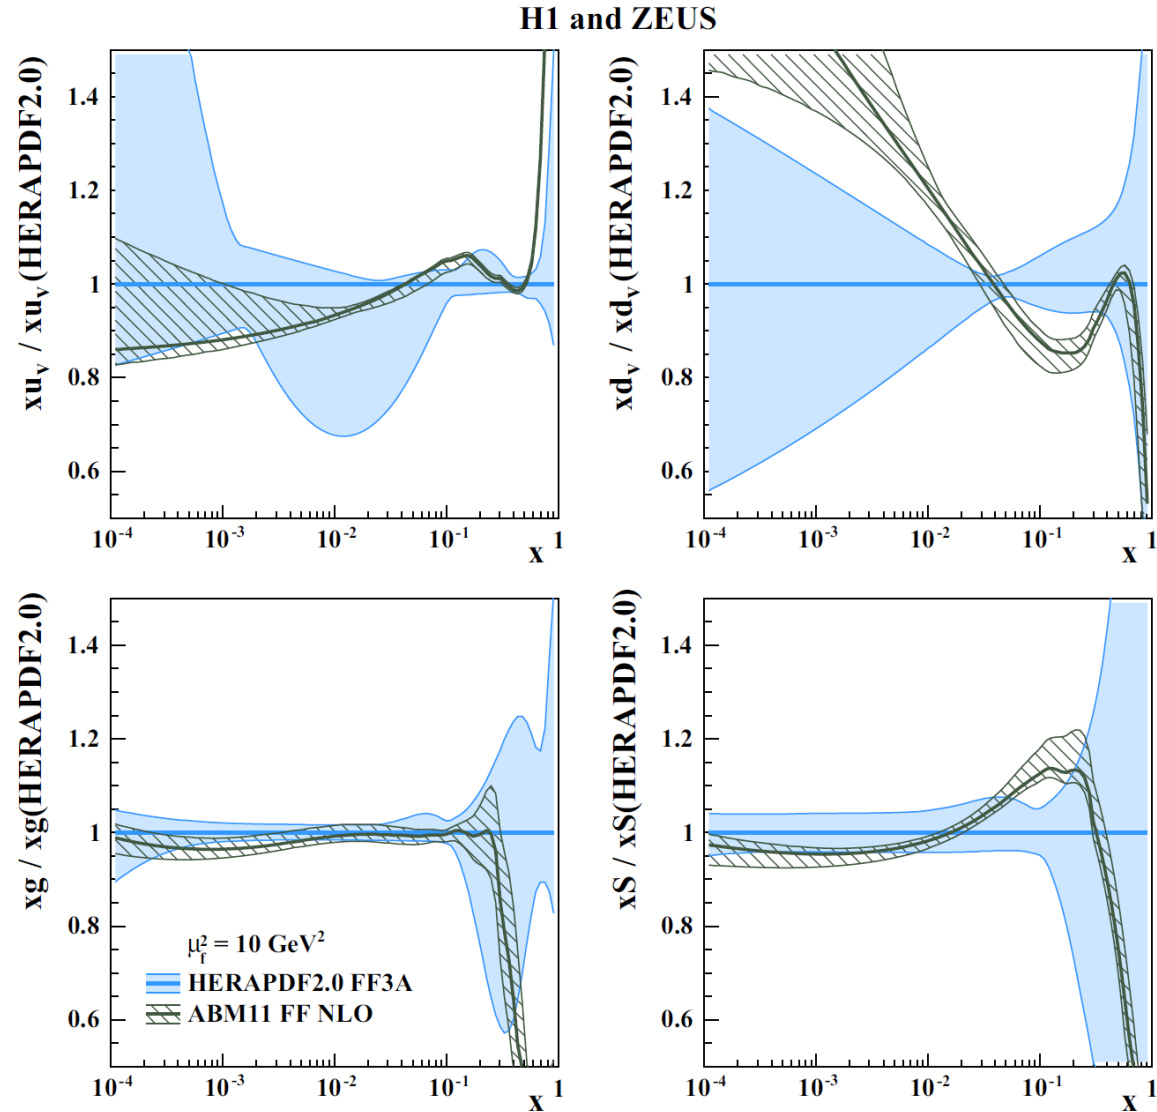 H1 and ZEUS
xu_v / xu_v(HERAPDF2.0)
1.4
1.2
1
0.8
0.6
10^-4 10^-3 10^-2 10^-1 1
x
xd_v / xd_v(HERAPDF2.0)
1.4
1.2
1
0.8
0.6
10^-4 10^-3 10^-2 10^-1 1
x
xg / xg(HERAPDF2.0)
1.4
1.2
1
0.8
0.6
μ_f^2 = 10 GeV^2
HERAPDF2.0 FF3A
ABM11 FF NLO
10^-4 10^-3 10^-2 10^-1 1
x
xS / xS(HERAPDF2.0)
1.4
1.2
1
0.8
0.6
10^-4 10^-3 10^-2 10^-1 1
x